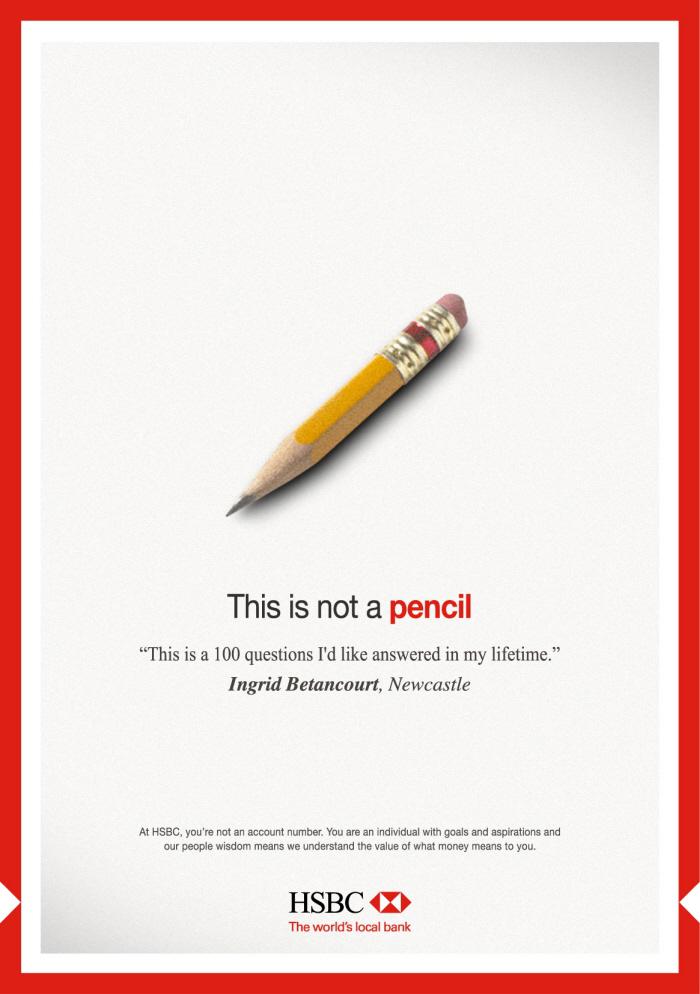 This is not a pencil
“This is a 100 questions I'd like answered in my lifetime.”
Ingrid Betancourt, Newcastle
At HSBC, you’re not an account number. You are an individual with goals and aspirations and
our people wisdom means we understand the value of what money means to you.
HSBC
The world’s local bank